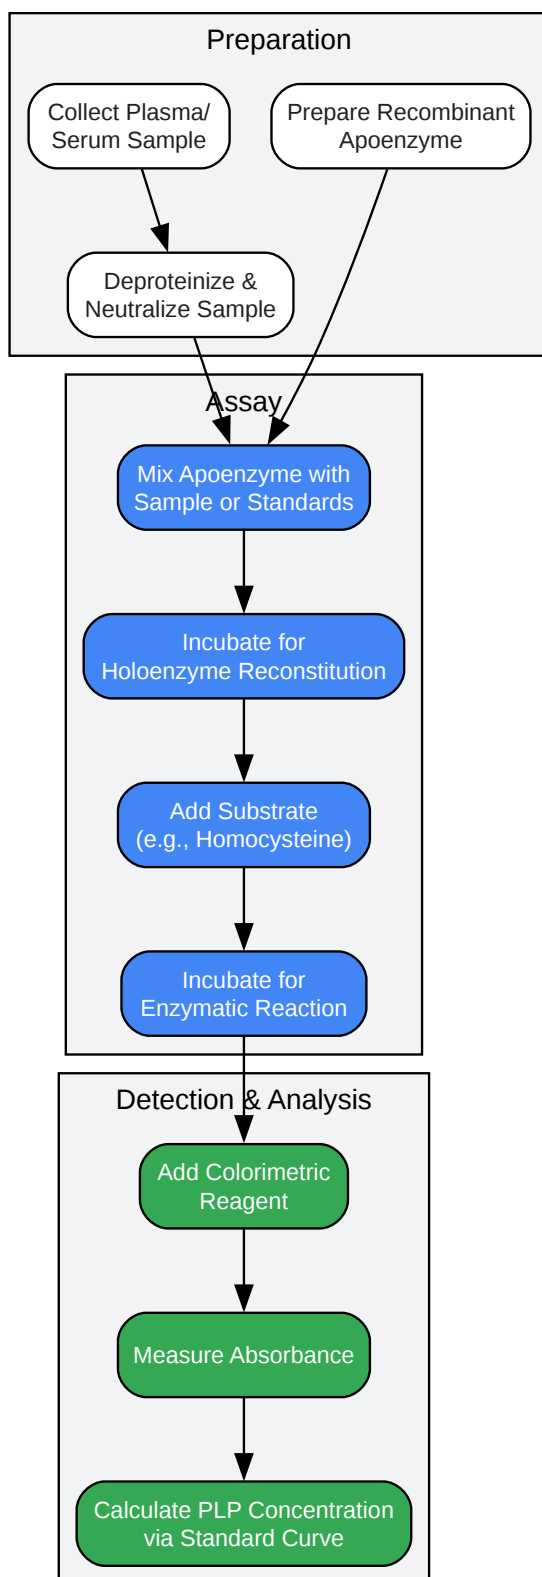 Preparation
Collect Plasma/
Serum Sample
Prepare Recombinant
Apoenzyme
Deproteinize &
Neutralize Sample
Assay
Mix Apoenzyme with
Sample or Standards
Incubate for
Holoenzyme Reconstitution
Add Substrate
(e.g., Homocysteine)
Incubate for
Enzymatic Reaction
Detection & Analysis
Add Colorimetric
Reagent
Measure Absorbance
Calculate PLP Concentration
via Standard Curve